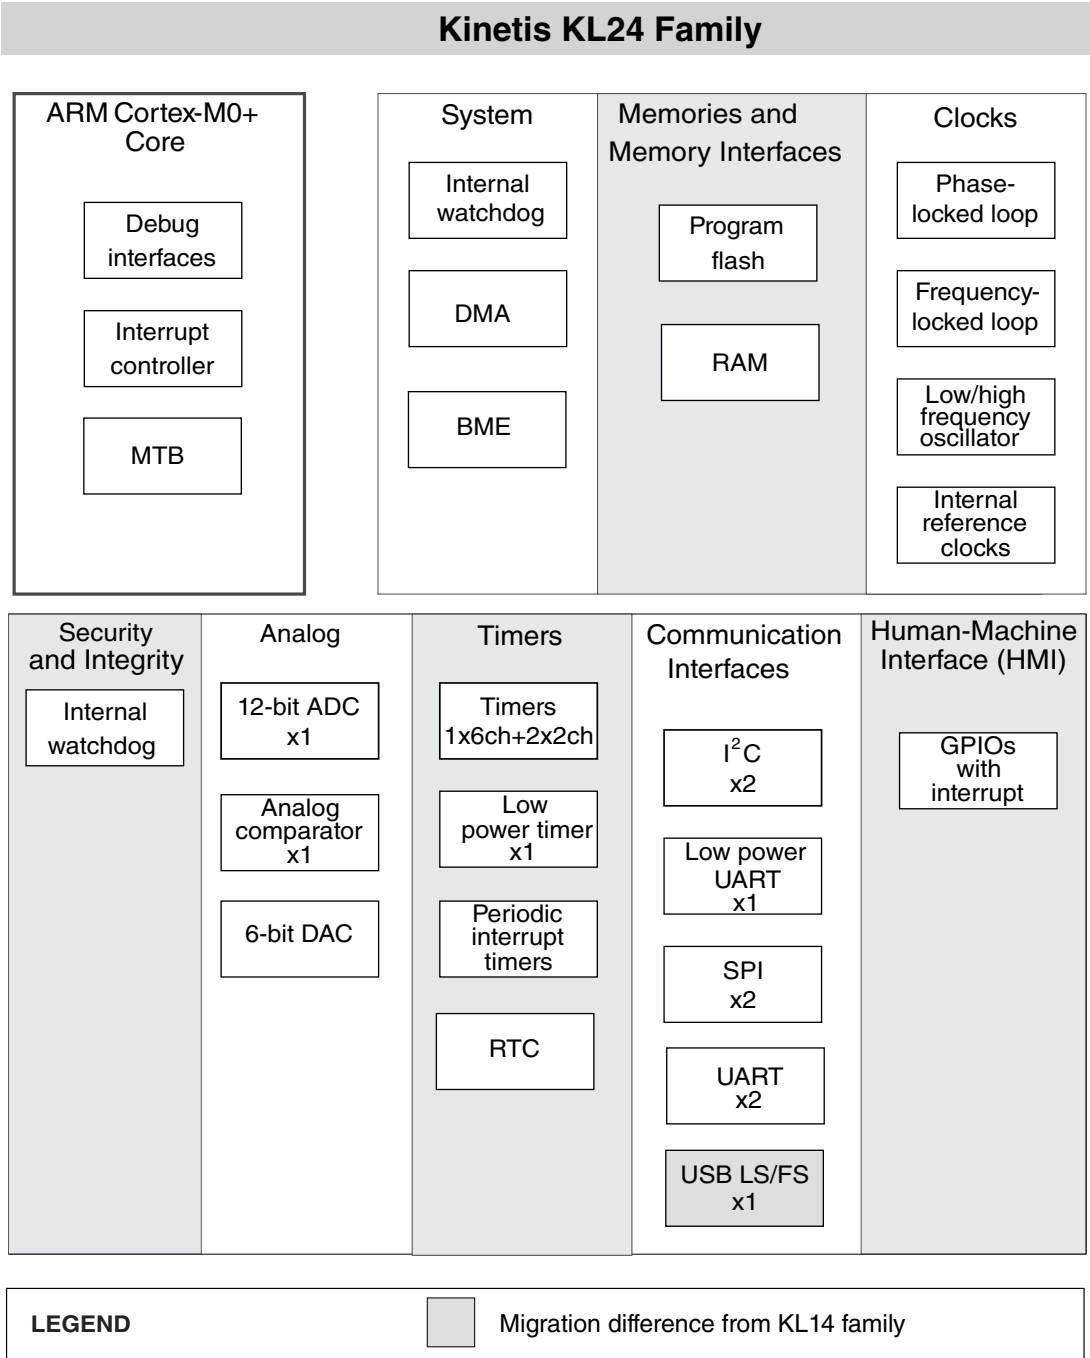 Kinetis KL24 Family
ARM Cortex-M0+
Core
Debug
interfaces
Interrupt
controller
MTB
System
Internal
watchdog
DMA
BME
Memories and
Memory Interfaces
Program
flash
RAM
Clocks
Phase-
locked loop
Frequency-
locked loop
Low/high
frequency
oscillator
Internal
reference
clocks
Security
and Integrity
Internal
watchdog
Analog
12-bit ADC
x1
Analog
comparator
x1
6-bit DAC
Timers
Timers
1x6ch+2x2ch
Low
power timer
x1
Periodic
interrupt
timers
RTC
Communication
Interfaces
I²C
x2
Low power
UART
x1
SPI
x2
UART
x2
USB LS/FS
x1
Human-Machine
Interface (HMI)
GPIOs
with
interrupt
LEGEND
Migration difference from KL14 family